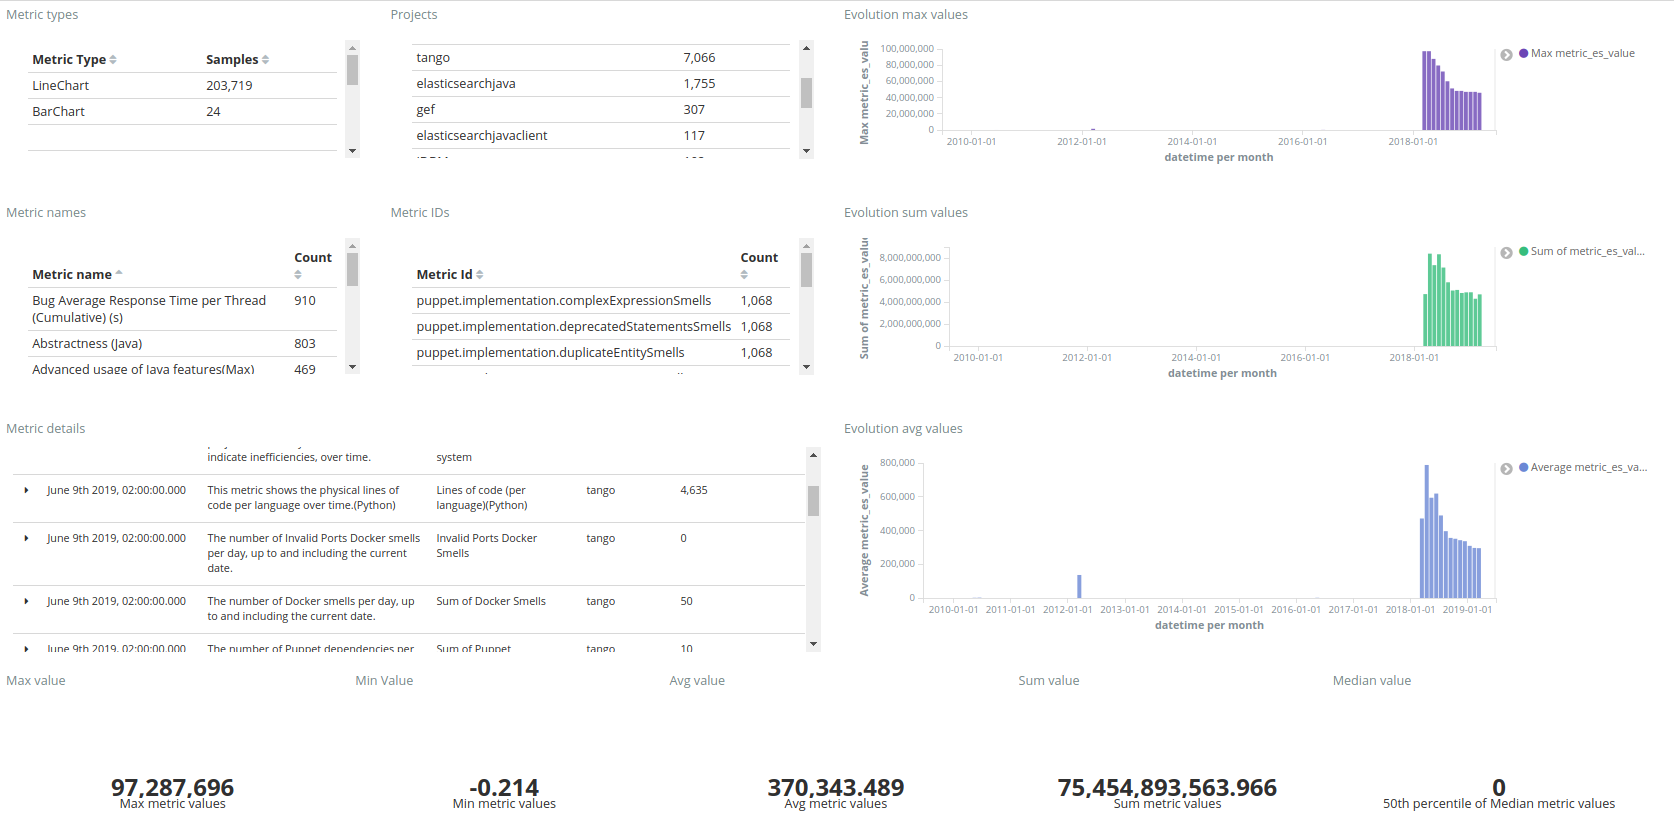 Metric types
Metric Type Samples
LineChart 203,719
BarChart 24
Projects
tango 7,066
elasticsearchjava 1,755
gef 307
elasticsearchjavaclient 117
Evolution max values
Max metric_es_valu
100,000,000
80,000,000
60,000,000
40,000,000
20,000,000
0
2010-01-01 2012-01-01 2014-01-01 2016-01-01 2018-01-01
datetime per month
Max metric_es_value
Metric names
Metric name Count
Bug Average Response Time per Thread 910
(Cumulative) (s)
Abstractness (Java) 803
Advanced usage of Java features(Max) 469
Metric IDs
Metric Id Count
puppet.implementation.complexExpressionSmells 1,068
puppet.implementation.deprecatedStatementsSmells 1,068
puppet.implementation.duplicateEntitySmells 1,068
Evolution sum values
Sum of metric_es_value
8,000,000,000
6,000,000,000
4,000,000,000
2,000,000,000
0
2010-01-01 2012-01-01 2014-01-01 2016-01-01 2018-01-01
datetime per month
Sum of metric_es_val...
Metric details
indicate inefficiencies, over time. system
June 9th 2019, 02:00:00.000 This metric shows the physical lines of Lines of code (per tango 4,635
code per language over time.(Python) language)(Python)
June 9th 2019, 02:00:00.000 The number of Invalid Ports Docker smells Invalid Ports Docker tango 0
per day, up to and including the current Smells
date.
June 9th 2019, 02:00:00.000 The number of Docker smells per day, up Sum of Docker Smells tango 50
to and including the current date.
June 9th 2019, 02:00:00.000 The number of Puppet dependencies per Sum of Puppet tango 10
Evolution avg values
Average metric_es_value
800,000
600,000
400,000
200,000
0
2010-01-01 2011-01-01 2012-01-01 2013-01-01 2014-01-01 2015-01-01 2016-01-01 2017-01-01 2018-01-01 2019-01-01
datetime per month
Average metric_es_va...
Max value Min Value Avg value Sum value Median value
97,287,696 -0.214 370,343.489 75,454,893,563.966 0
Max metric values Min metric values Avg metric values Sum metric values 50th percentile of Median metric values